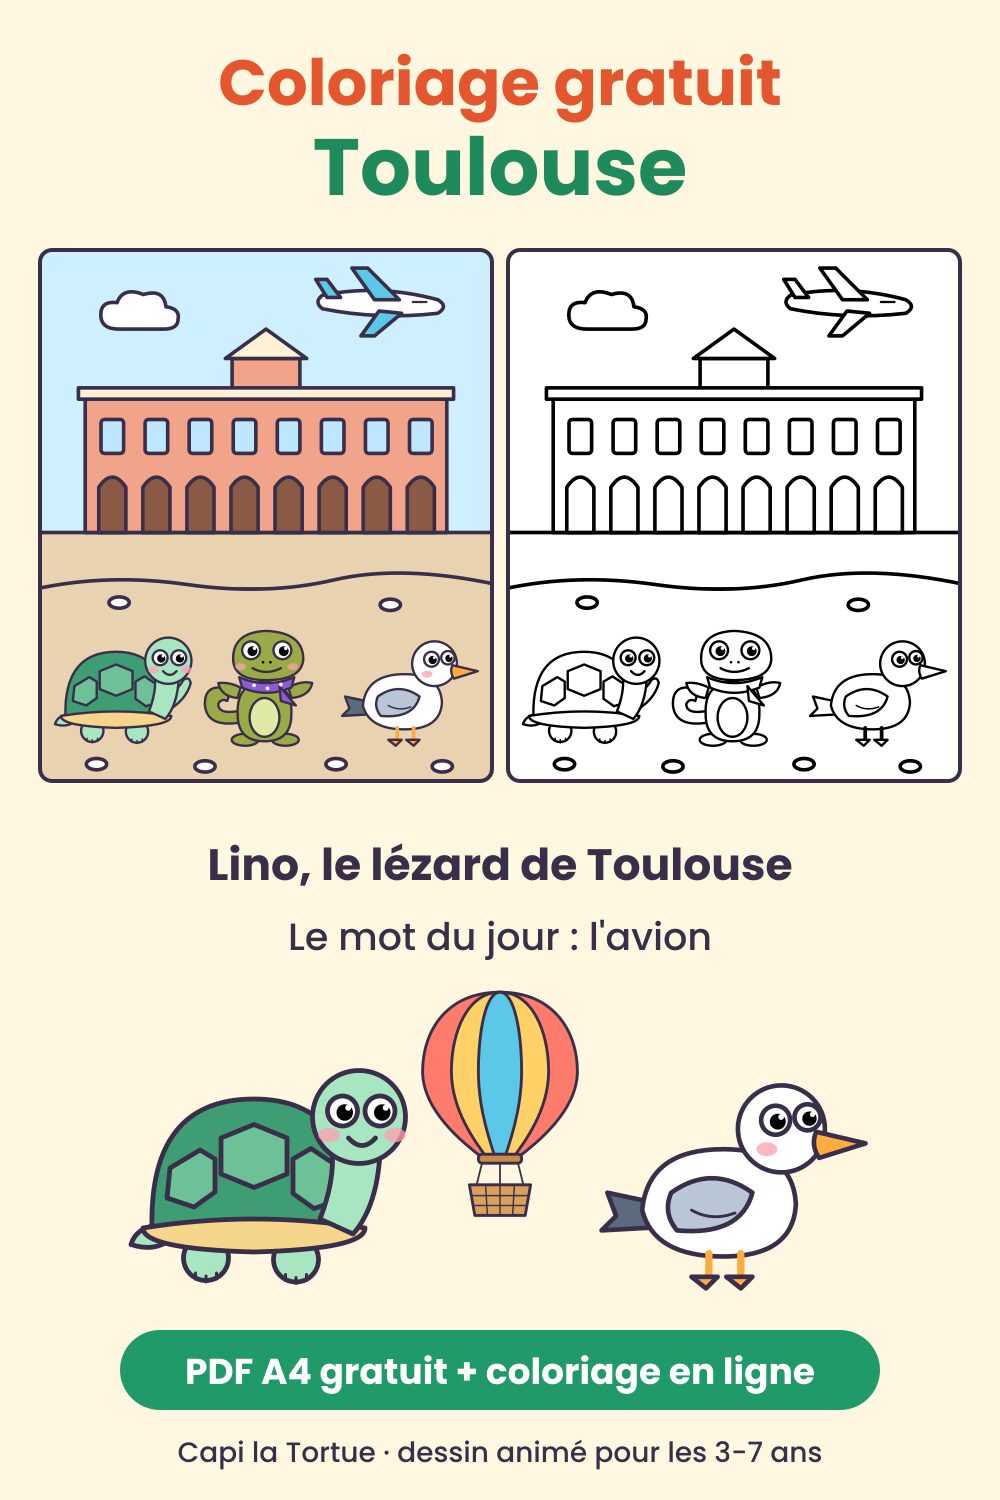 Coloriage gratuit
Toulouse
Lino, le lézard de Toulouse
Le mot du jour : l'avion
PDF A4 gratuit + coloriage en ligne
Capi la Tortue · dessin animé pour les 3-7 ans